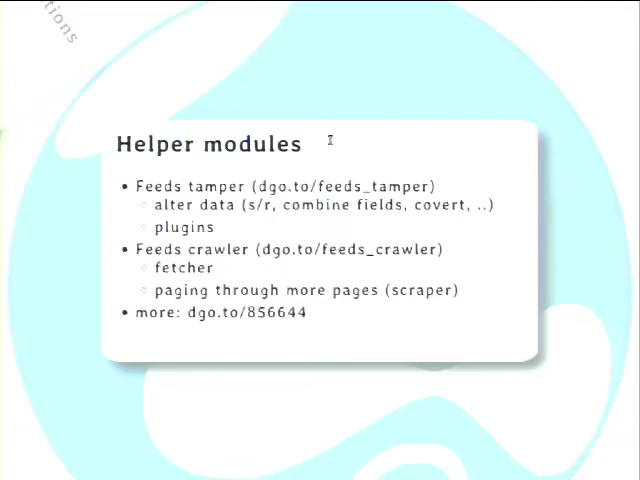 tions
Helper modules
• Feeds tamper (dgo.to/feeds_tamper)
○ alter data (s/r, combine fields, covert, ..)
○ plugins
• Feeds crawler (dgo.to/feeds_crawler)
○ fetcher
○ paging through more pages (scraper)
• more: dgo.to/856644